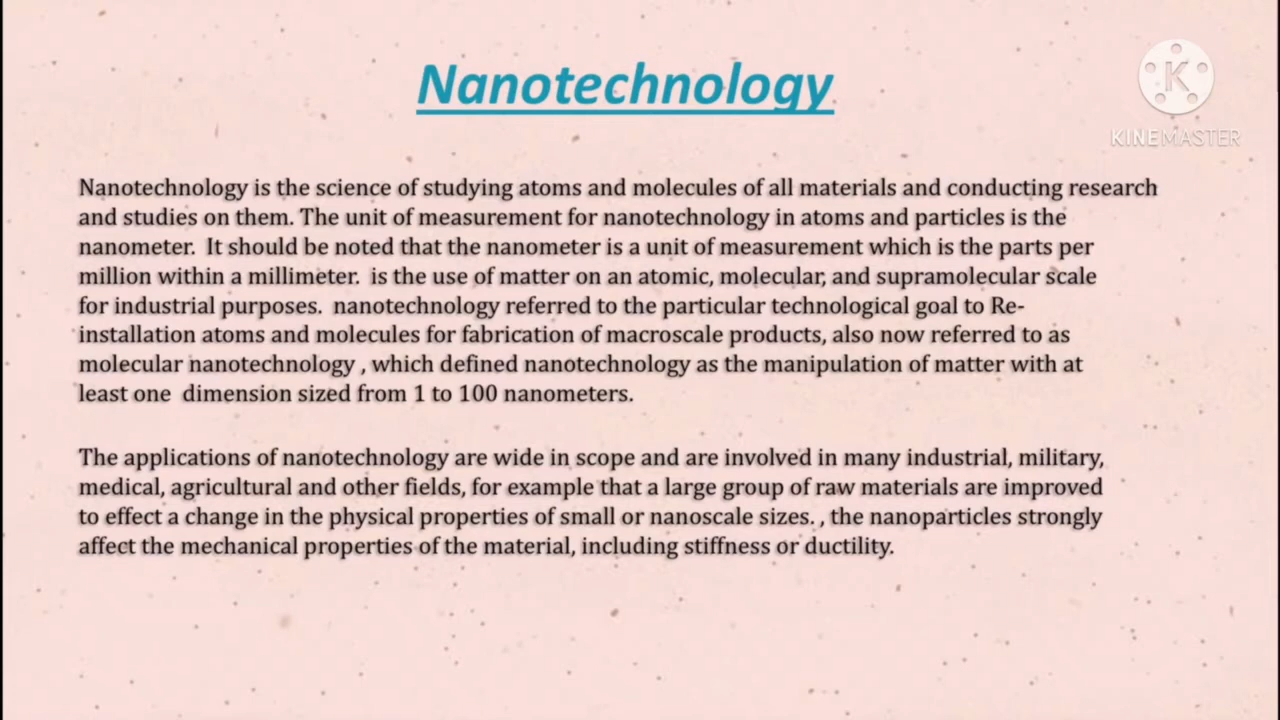 Nanotechnology
KINEMASTER
Nanotechnology is the science of studying atoms and molecules of all materials and conducting research
and studies on them. The unit of measurement for nanotechnology in atoms and particles is the
nanometer.  It should be noted that the nanometer is a unit of measurement which is the parts per
million within a millimeter.  is the use of matter on an atomic, molecular, and supramolecular scale
for industrial purposes.  nanotechnology referred to the particular technological goal to Re-
installation atoms and molecules for fabrication of macroscale products, also now referred to as
molecular nanotechnology , which defined nanotechnology as the manipulation of matter with at
least one  dimension sized from 1 to 100 nanometers.
The applications of nanotechnology are wide in scope and are involved in many industrial, military,
medical, agricultural and other fields, for example that a large group of raw materials are improved
to effect a change in the physical properties of small or nanoscale sizes. , the nanoparticles strongly
affect the mechanical properties of the material, including stiffness or ductility.